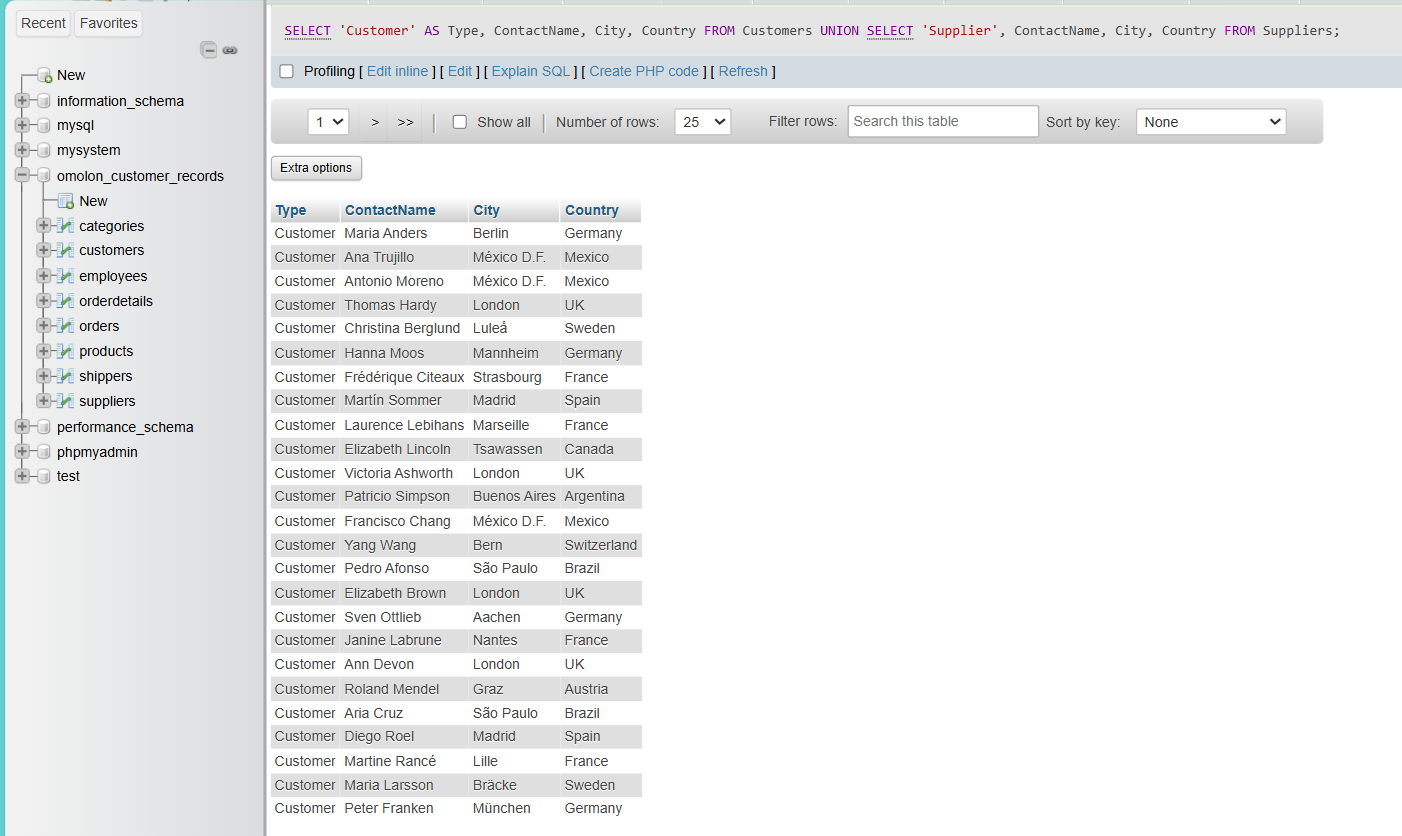 Recent Favorites
New
information_schema
mysql
mysystem
omolon_customer_records
New
categories
customers
employees
orderdetails
orders
products
shippers
suppliers
performance_schema
phpmyadmin
test
SELECT 'Customer' AS Type, ContactName, City, Country FROM Customers UNION SELECT 'Supplier', ContactName, City, Country FROM Suppliers;
Profiling [ Edit inline ] [ Edit ] [ Explain SQL ] [ Create PHP code ] [ Refresh ]
1 > >> | Show all | Number of rows: 25 Filter rows: Search this table Sort by key: None
Extra options
Type ContactName City Country
Customer Maria Anders Berlin Germany
Customer Ana Trujillo México D.F. Mexico
Customer Antonio Moreno México D.F. Mexico
Customer Thomas Hardy London UK
Customer Christina Berglund Luleå Sweden
Customer Hanna Moos Mannheim Germany
Customer Frédérique Citeaux Strasbourg France
Customer Martín Sommer Madrid Spain
Customer Laurence Lebihans Marseille France
Customer Elizabeth Lincoln Tsawassen Canada
Customer Victoria Ashworth London UK
Customer Patricio Simpson Buenos Aires Argentina
Customer Francisco Chang México D.F. Mexico
Customer Yang Wang Bern Switzerland
Customer Pedro Afonso São Paulo Brazil
Customer Elizabeth Brown London UK
Customer Sven Ottlieb Aachen Germany
Customer Janine Labrune Nantes France
Customer Ann Devon London UK
Customer Roland Mendel Graz Austria
Customer Aria Cruz São Paulo Brazil
Customer Diego Roel Madrid Spain
Customer Martine Rancé Lille France
Customer Maria Larsson Bräcke Sweden
Customer Peter Franken München Germany